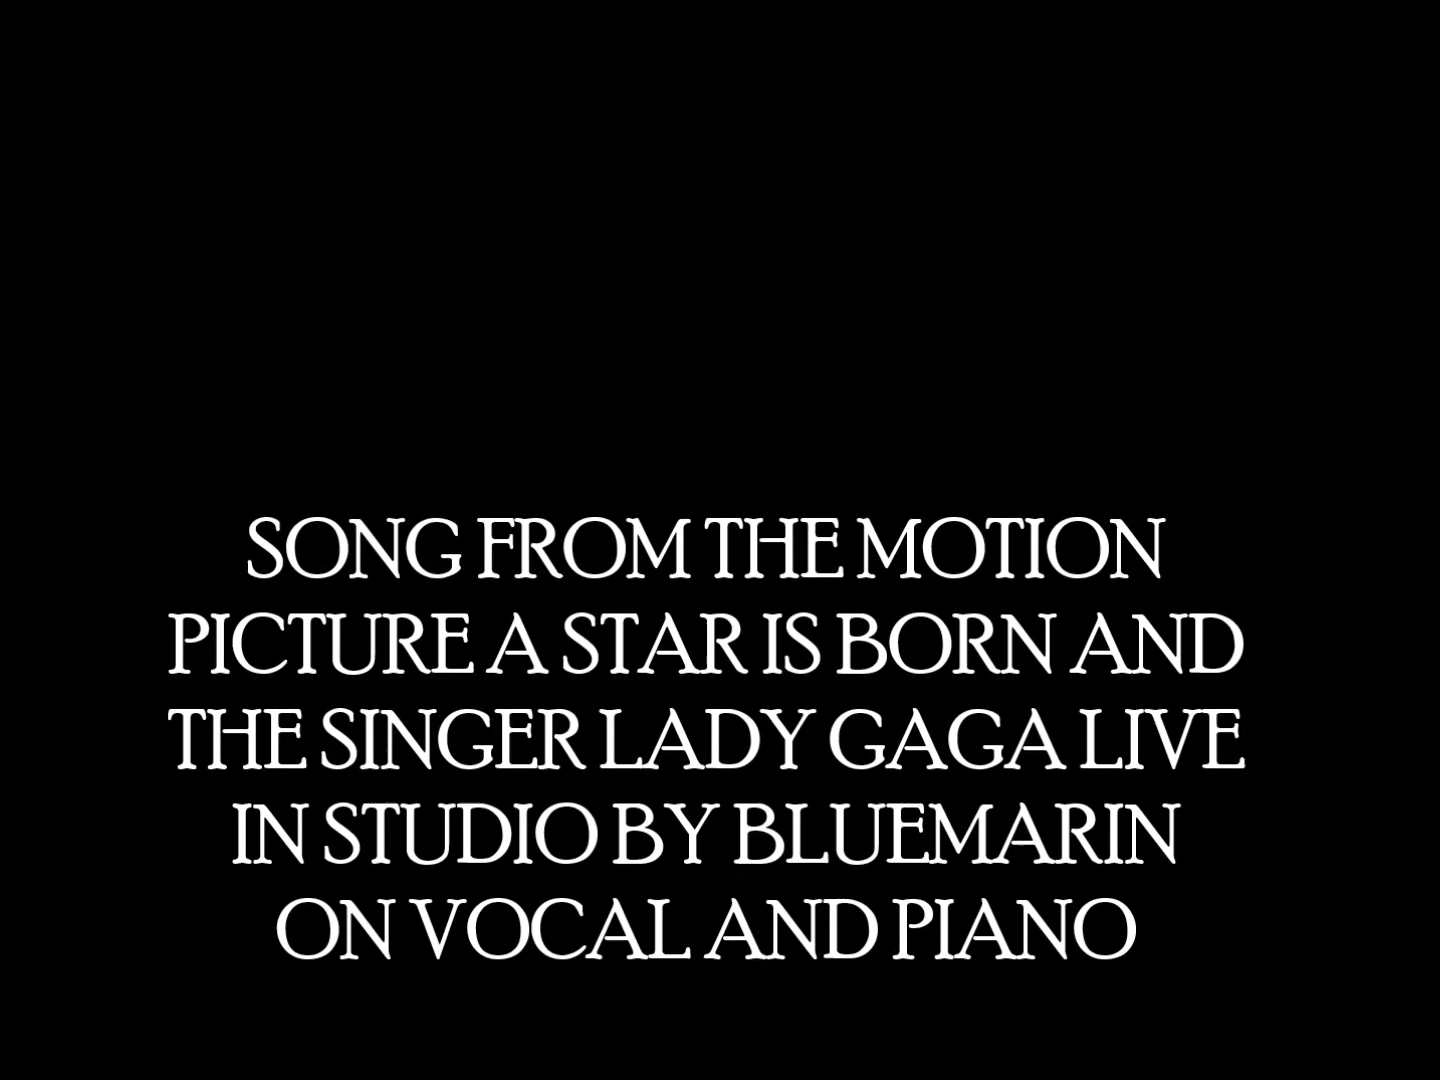 SONG FROM THE MOTION
PICTURE A STAR IS BORN AND
THE SINGER LADY GAGA LIVE
IN STUDIO BY BLUEMARIN
ON VOCAL AND PIANO